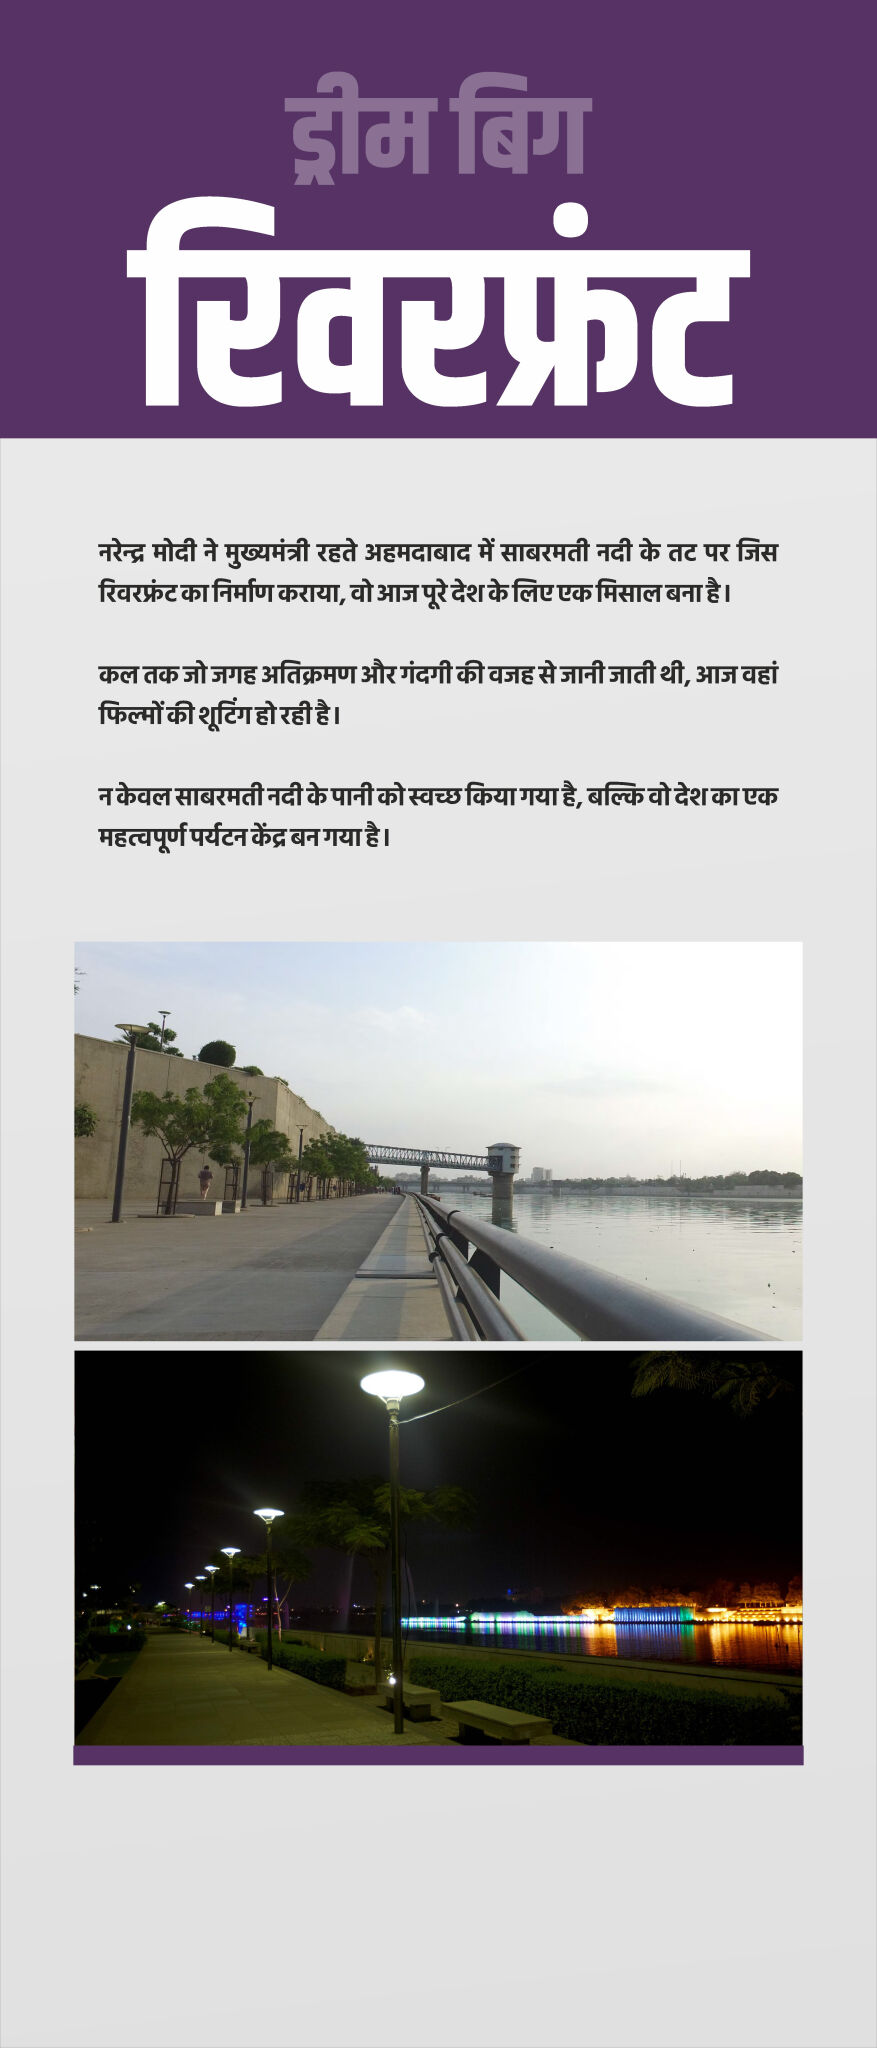 ड्रीम बिग
रिवरफ्रंट
नरेन्द्र मोदी ने मुख्यमंत्री रहते अहमदाबाद में साबरमती नदी के तट पर जिस
रिवरफ्रंट का निर्माण कराया, वो आज पूरे देश के लिए एक मिसाल बना है।
कल तक जो जगह अतिक्रमण और गंदगी की वजह से जानी जाती थी, आज वहां
फिल्मों की शूटिंग हो रही है।
न केवल साबरमती नदी के पानी को स्वच्छ किया गया है, बल्कि वो देश का एक
महत्वपूर्ण पर्यटन केंद्र बन गया है।